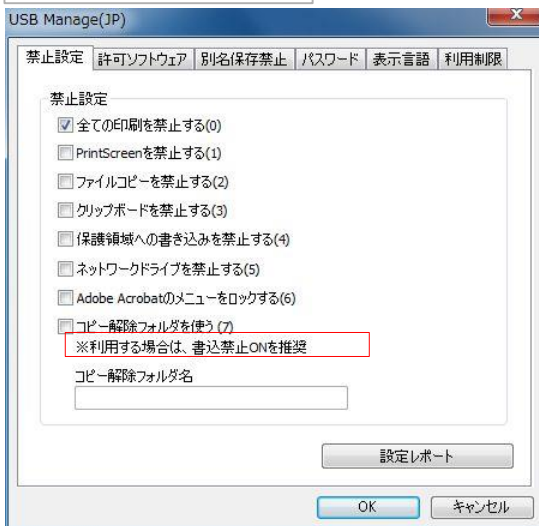 USB Manage(JP)
禁止設定 許可ソフトウェア 別名保存禁止 パスワード 表示言語 利用制限
禁止設定
全ての印刷を禁止する(0)
PrintScreenを禁止する(1)
ファイルコピーを禁止する(2)
クリップボードを禁止する(3)
保護領域への書き込みを禁止する(4)
ネットワークドライブを禁止する(5)
Adobe Acrobatのメニューをロックする(6)
コピー解除フォルダを使う(7)
※利用する場合は、書込禁止ONを推奨
コピー解除フォルダ名
設定レポート
OK キャンセル